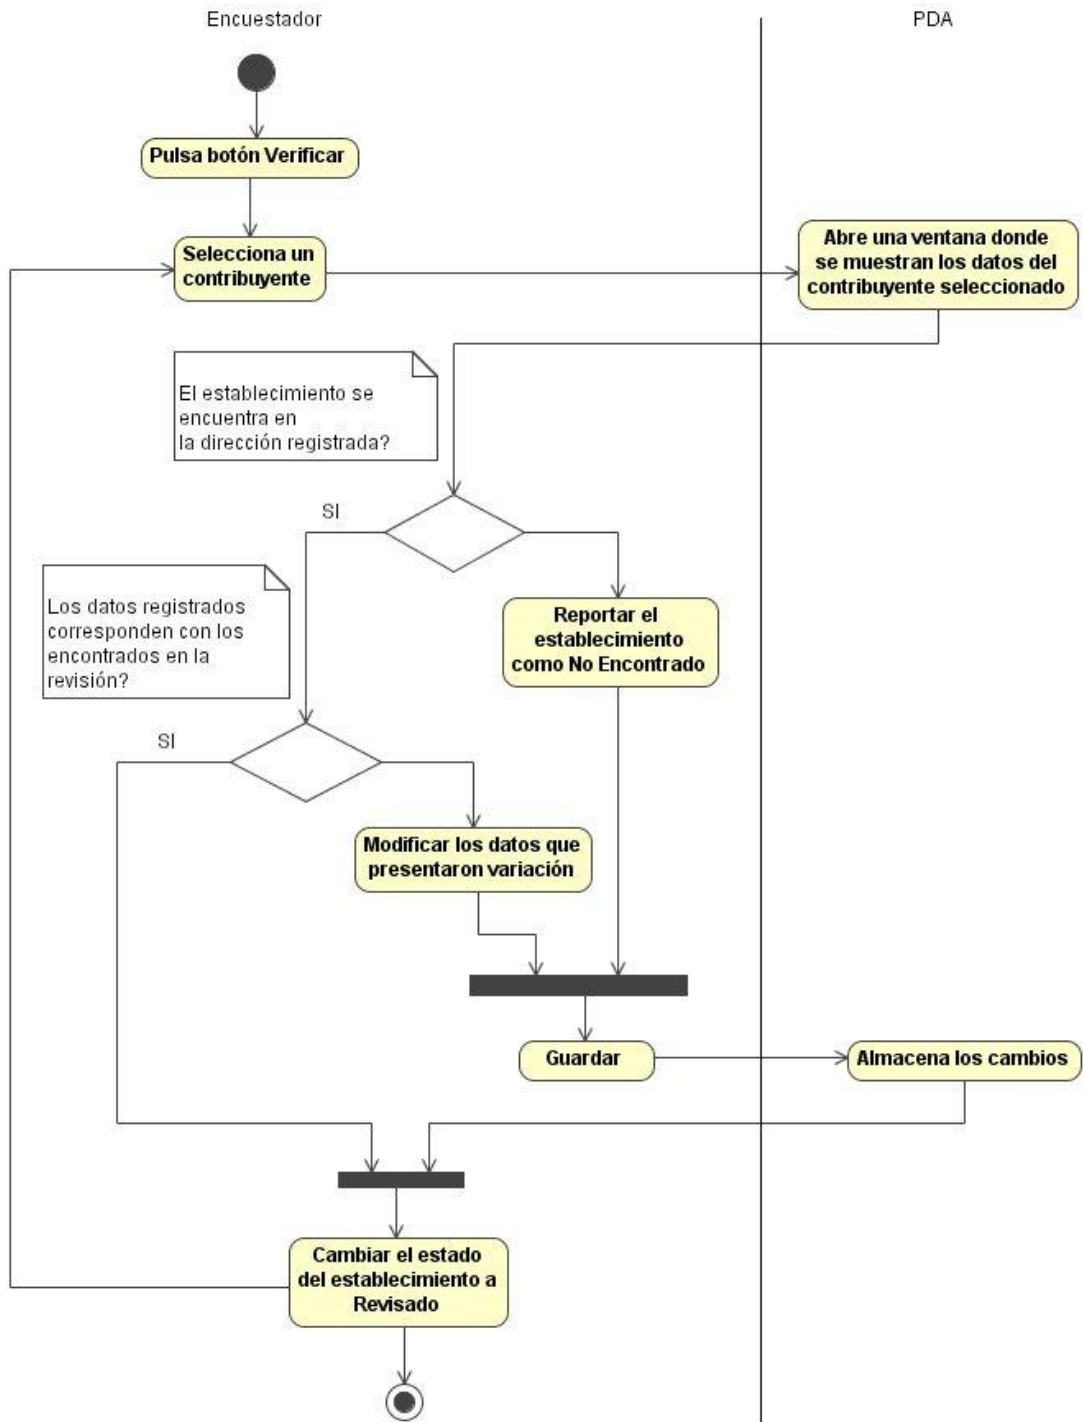 Encuestador
PDA
Pulsa botón Verificar
Selecciona un
contribuyente
Abre una ventana donde
se muestran los datos del
contribuyente seleccionado
El establecimiento se
encuentra en
la dirección registrada?
SI
Los datos registrados
corresponden con los
encontrados en la
revisión?
Reportar el
establecimiento
como No Encontrado
SI
Modificar los datos que
presentaron variación
Guardar
Almacena los cambios
Cambiar el estado
del establecimiento a
Revisado